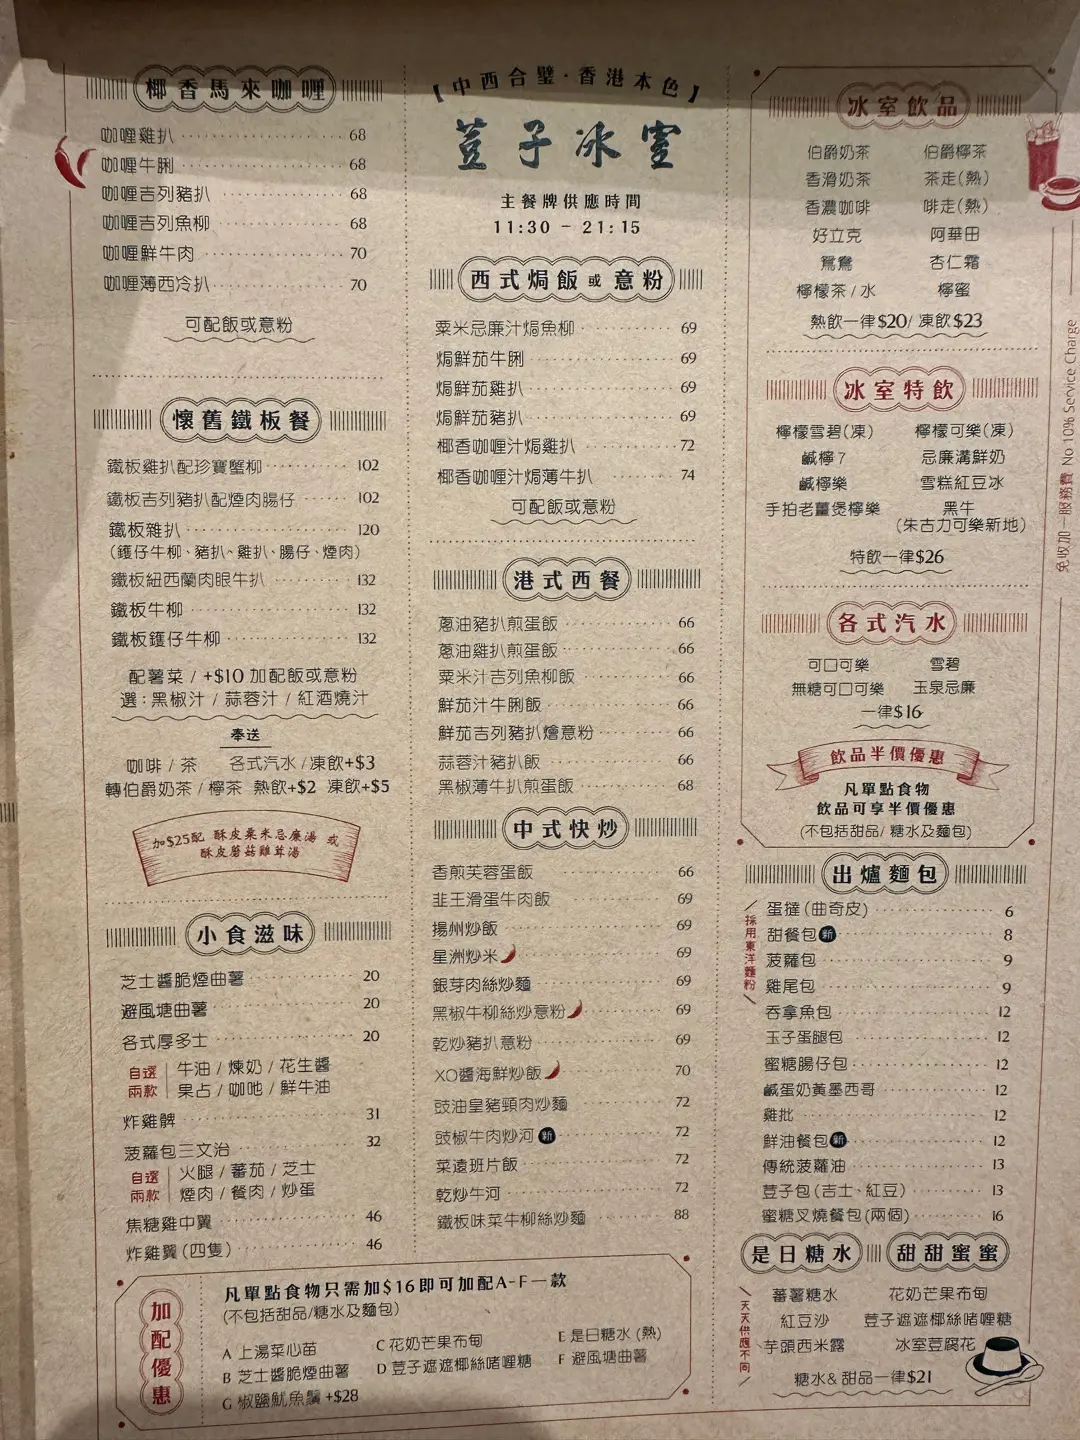 椰香馬來咖喱
咖喱雞扒 68
咖喱牛脷 68
咖喱吉列豬扒 68
咖喱吉列魚柳 68
咖喱鮮牛肉 70
咖喱薄西冷扒 70
可配飯或意粉
懷舊鐵板餐
鐵板雞扒配珍寶蟹柳 102
鐵板吉列豬扒配煙肉腸仔 102
鐵板雜扒 120
(鑊仔牛柳、豬扒、雞扒、腸仔、煙肉)
鐵板紐西蘭肉眼牛扒 132
鐵板牛柳 132
鐵板鑊仔牛柳 132
配薯菜 / +$10 加配飯或意粉
選:黑椒汁 / 蒜蓉汁 / 紅酒燒汁
奉送
咖啡 / 茶 各式汽水 / 凍飲+$3
轉伯爵奶茶 / 檸茶 熱飲+$2 凍飲+$5
加$25配 酥皮粟米忌廉湯 或
酥皮蘑菇雞茸湯
小食滋味
芝士醬脆煙曲薯 20
避風塘曲薯 20
各式厚多士 20
自選兩款
牛油 / 煉奶 / 花生醬
果占 / 咖吔 / 鮮牛油
炸雞髀 31
菠蘿包三文治 32
自選兩款
火腿 / 蕃茄 / 芝士
煙肉 / 餐肉 / 炒蛋
焦糖雞中翼 46
炸雞翼(四隻) 46
【中西合璧·香港本色】
荳子冰室
主餐牌供應時間
11:30 - 21:15
西式焗飯或意粉
粟米忌廉汁焗魚柳 69
焗鮮茄牛脷 69
焗鮮茄雞扒 69
焗鮮茄豬扒 69
椰香咖喱汁焗雞扒 72
椰香咖喱汁焗薄牛扒 74
可配飯或意粉
港式西餐
蔥油豬扒煎蛋飯 66
蔥油雞扒煎蛋飯 66
粟米汁吉列魚柳飯 66
鮮茄汁牛脷飯 66
鮮茄吉列豬扒燴意粉 66
蒜蓉汁豬扒飯 66
黑椒薄牛扒煎蛋飯 68
中式快炒
香煎芙蓉蛋飯 66
韭王滑蛋牛肉飯 69
揚州炒飯 69
星洲炒米 69
銀芽肉絲炒麵 69
黑椒牛柳絲炒意粉 69
乾炒豬扒意粉 69
XO醬海鮮炒飯 70
豉油皇豬頸肉炒麵 72
豉椒牛肉炒河 新 72
菜遠班片飯 72
乾炒牛河 72
鐵板味菜牛柳絲炒麵 88
冰室飲品
伯爵奶茶 伯爵檸茶
香滑奶茶 茶走(熱)
香濃咖啡 啡走(熱)
好立克 阿華田
鴛鴦 杏仁霜
檸檬茶 / 水 檸蜜
熱飲一律$20/ 凍飲$23
冰室特飲
檸檬雪碧(凍) 檸檬可樂(凍)
鹹檸7 忌廉溝鮮奶
鹹檸樂 雪糕紅豆冰
手拍老薑煲檸樂 黑牛
(朱古力可樂新地)
特飲一律$26
各式汽水
可口可樂 雪碧
無糖可口可樂 玉泉忌廉
一律$16
飲品半價優惠
凡單點食物
飲品可享半價優惠
(不包括甜品/ 糖水及麵包)
免收加一服務費 No 10% Service Charge
出爐麵包
採用東洋麵粉
蛋撻(曲奇皮) 6
甜餐包 新 8
菠蘿包 9
雞尾包 9
吞拿魚包 12
玉子蛋腿包 12
蜜糖腸仔包 12
鹹蛋奶黃墨西哥 12
雞批 12
鮮油餐包 新 12
傳統菠蘿油 13
荳子包(吉士、紅豆) 13
蜜糖叉燒餐包(兩個) 16
是日糖水 甜甜蜜蜜
天天供應不同
蕃薯糖水 花奶芒果布甸
紅豆沙 荳子遮遮椰絲啫喱糖
芋頭西米露 冰室荳腐花
糖水& 甜品一律$21
加配優惠
凡單點食物只需加$16即可加配A-F一款
(不包括甜品/糖水及麵包)
A 上湯菜心苗 C 花奶芒果布甸 E 是日糖水 (熱)
B 芝士醬脆煙曲薯 D 荳子遮遮椰絲啫喱糖 F 避風塘曲薯
G 椒鹽魷魚鬚 +$28